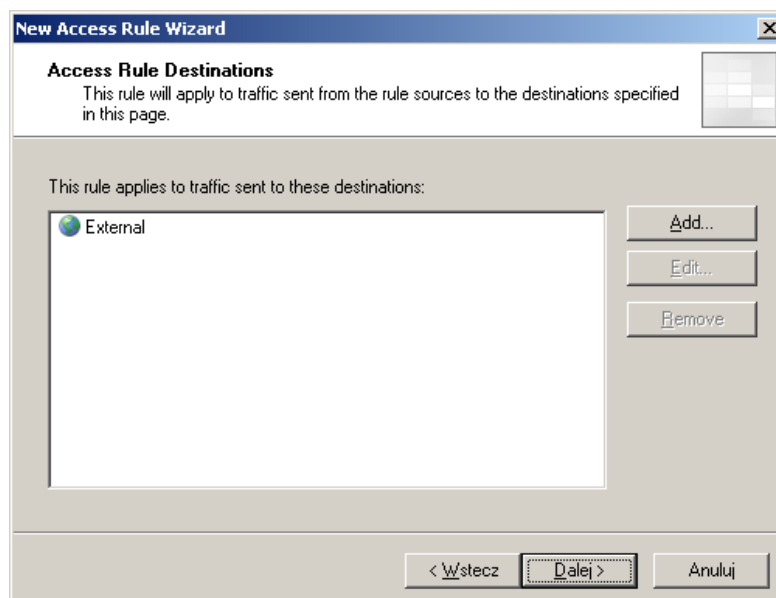 New Access Rule Wizard
Access Rule Destinations
This rule will apply to traffic sent from the rule sources to the destinations specified
in this page.
This rule applies to traffic sent to these destinations:
External
Add...
Edit...
Remove
< Wstecz
Dalej >
Anuluj